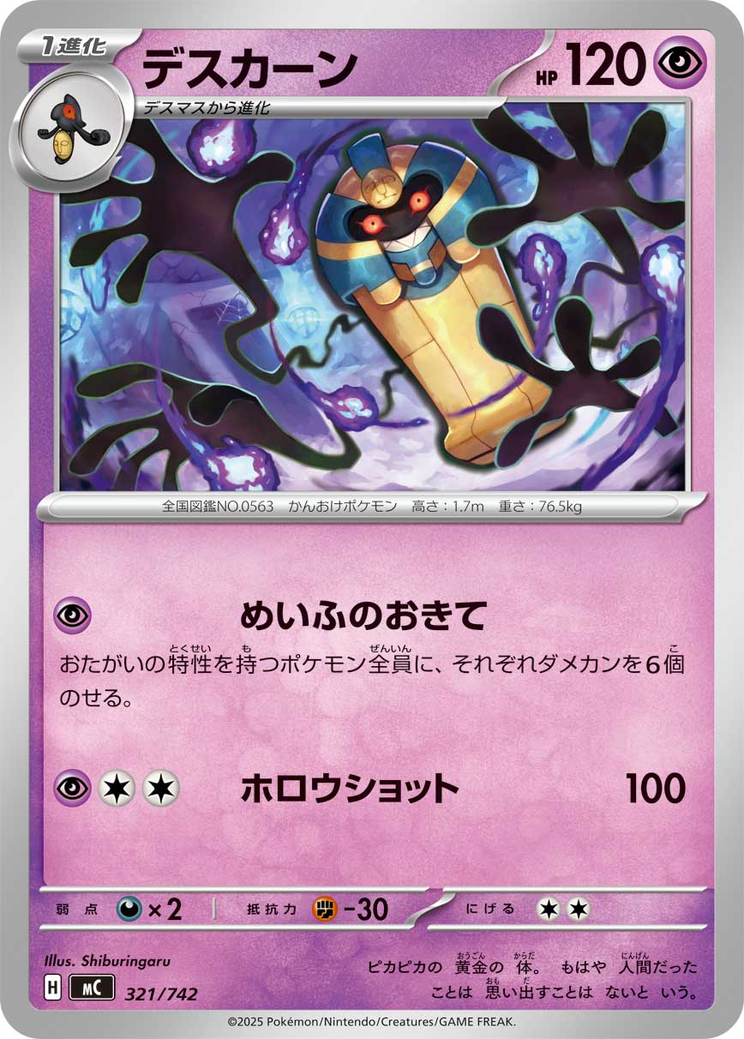 1進化
デスカーン
HP 120
デスマスから進化
全国図鑑NO.0563 かんおけポケモン 高さ:1.7m 重さ:76.5kg
めいふのおきて
おたがいの特性を持つポケモン全員に、それぞれダメカンを6個
のせる。
ホロウショット 100
弱点 ×2 抵抗力 -30 にげる
Illus. Shiburingaru
ピカピカの 黄金の 体。 もはや 人間だった
ことは 思い出すことは ないと いう。
H MC 321/742
©2025 Pokémon/Nintendo/Creatures/GAME FREAK.